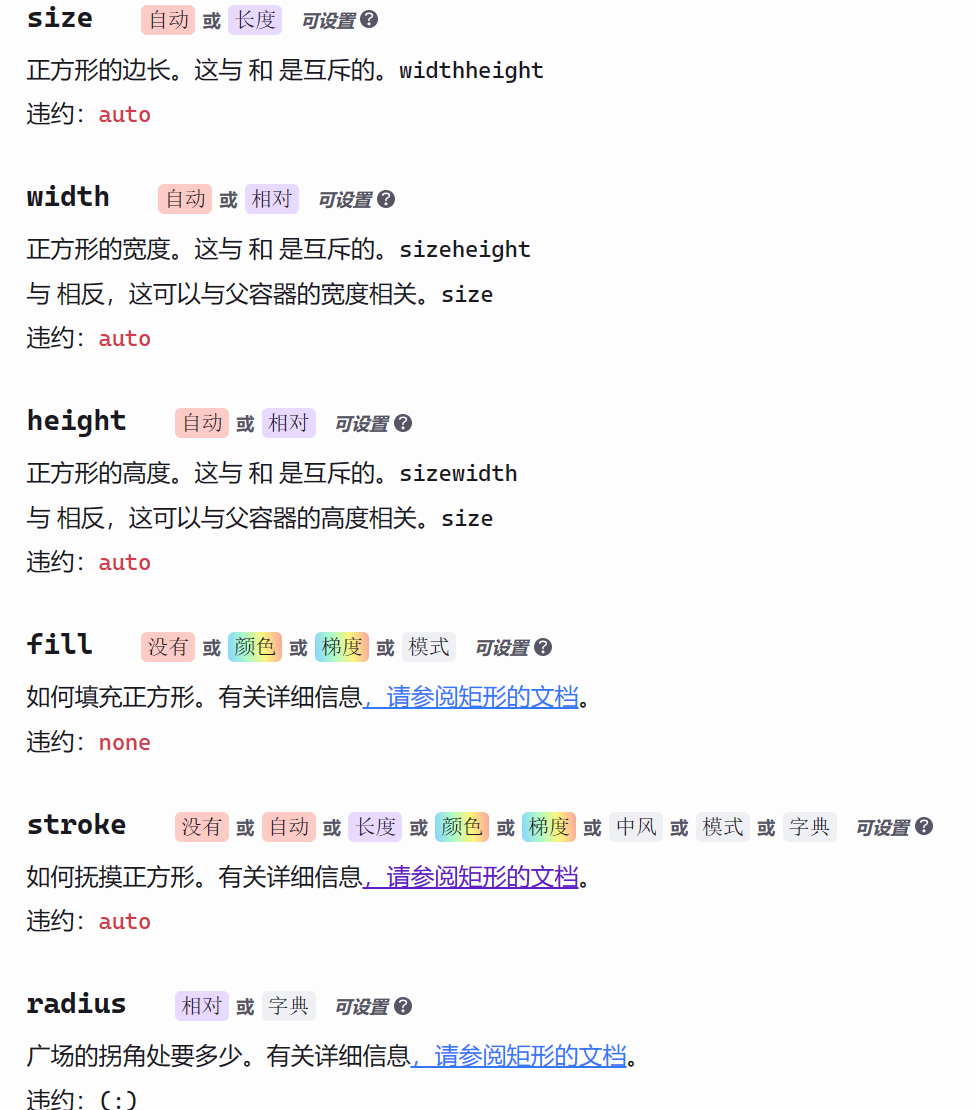 size 自动 或 长度 可设置
正方形的边长。这与 和 是互斥的。widthheight
违约：auto
width 自动 或 相对 可设置
正方形的宽度。这与 和 是互斥的。sizeheight
与 相反，这可以与父容器的宽度相关。size
违约：auto
height 自动 或 相对 可设置
正方形的高度。这与 和 是互斥的。sizewidth
与 相反，这可以与父容器的高度相关。size
违约：auto
fill 没有 或 颜色 或 梯度 或 模式 可设置
如何填充正方形。有关详细信息，请参阅矩形的文档。
违约：none
stroke 没有 或 自动 或 长度 或 颜色 或 梯度 或 中风 或 模式 或 字典 可设置
如何抚摸正方形。有关详细信息，请参阅矩形的文档。
违约：auto
radius 相对 或 字典 可设置
广场的拐角处要多少。有关详细信息，请参阅矩形的文档。
违约：(:)